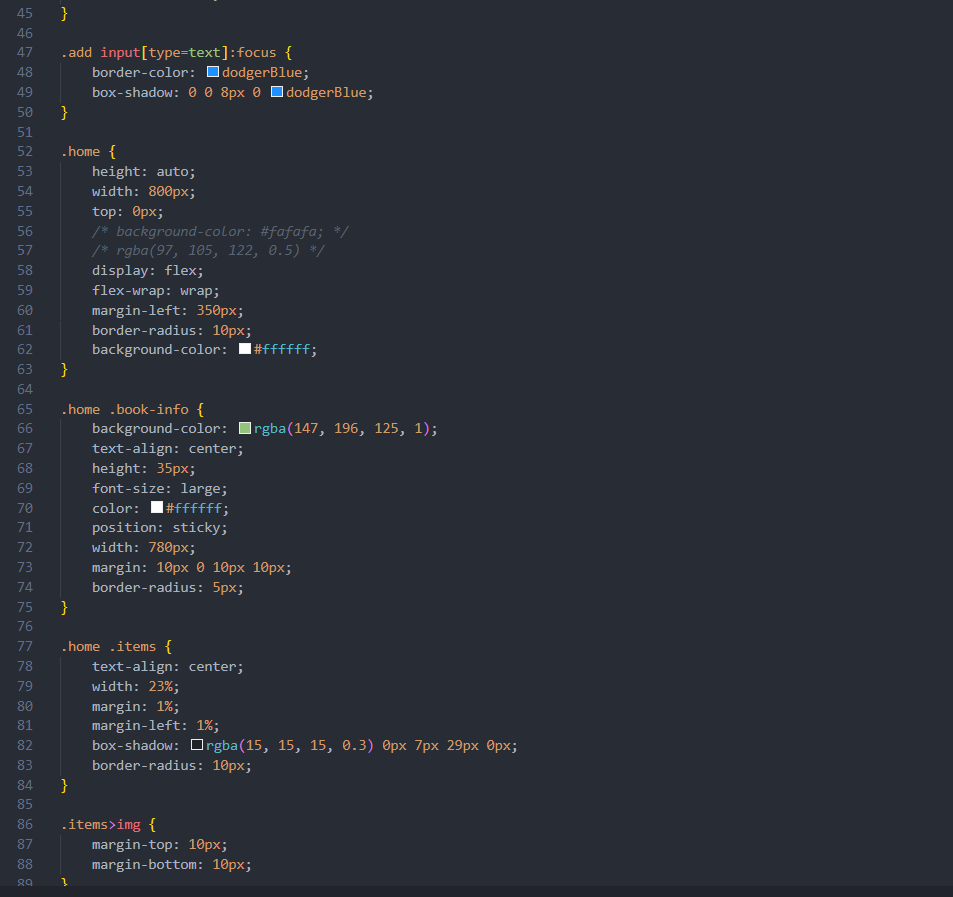 45 }
46
47 .add input[type=text]:focus {
48 border-color: dodgerBlue;
49 box-shadow: 0 0 8px 0 dodgerBlue;
50 }
51
52 .home {
53 height: auto;
54 width: 800px;
55 top: 0px;
56 /* background-color: #fafafa; */
57 /* rgba(97, 105, 122, 0.5) */
58 display: flex;
59 flex-wrap: wrap;
60 margin-left: 350px;
61 border-radius: 10px;
62 background-color: #ffffff;
63 }
64
65 .home .book-info {
66 background-color: rgba(147, 196, 125, 1);
67 text-align: center;
68 height: 35px;
69 font-size: large;
70 color: #ffffff;
71 position: sticky;
72 width: 780px;
73 margin: 10px 0 10px 10px;
74 border-radius: 5px;
75 }
76
77 .home .items {
78 text-align: center;
79 width: 23%;
80 margin: 1%;
81 margin-left: 1%;
82 box-shadow: rgba(15, 15, 15, 0.3) 0px 7px 29px 0px;
83 border-radius: 10px;
84 }
85
86 .items>img {
87 margin-top: 10px;
88 margin-bottom: 10px;
89 }